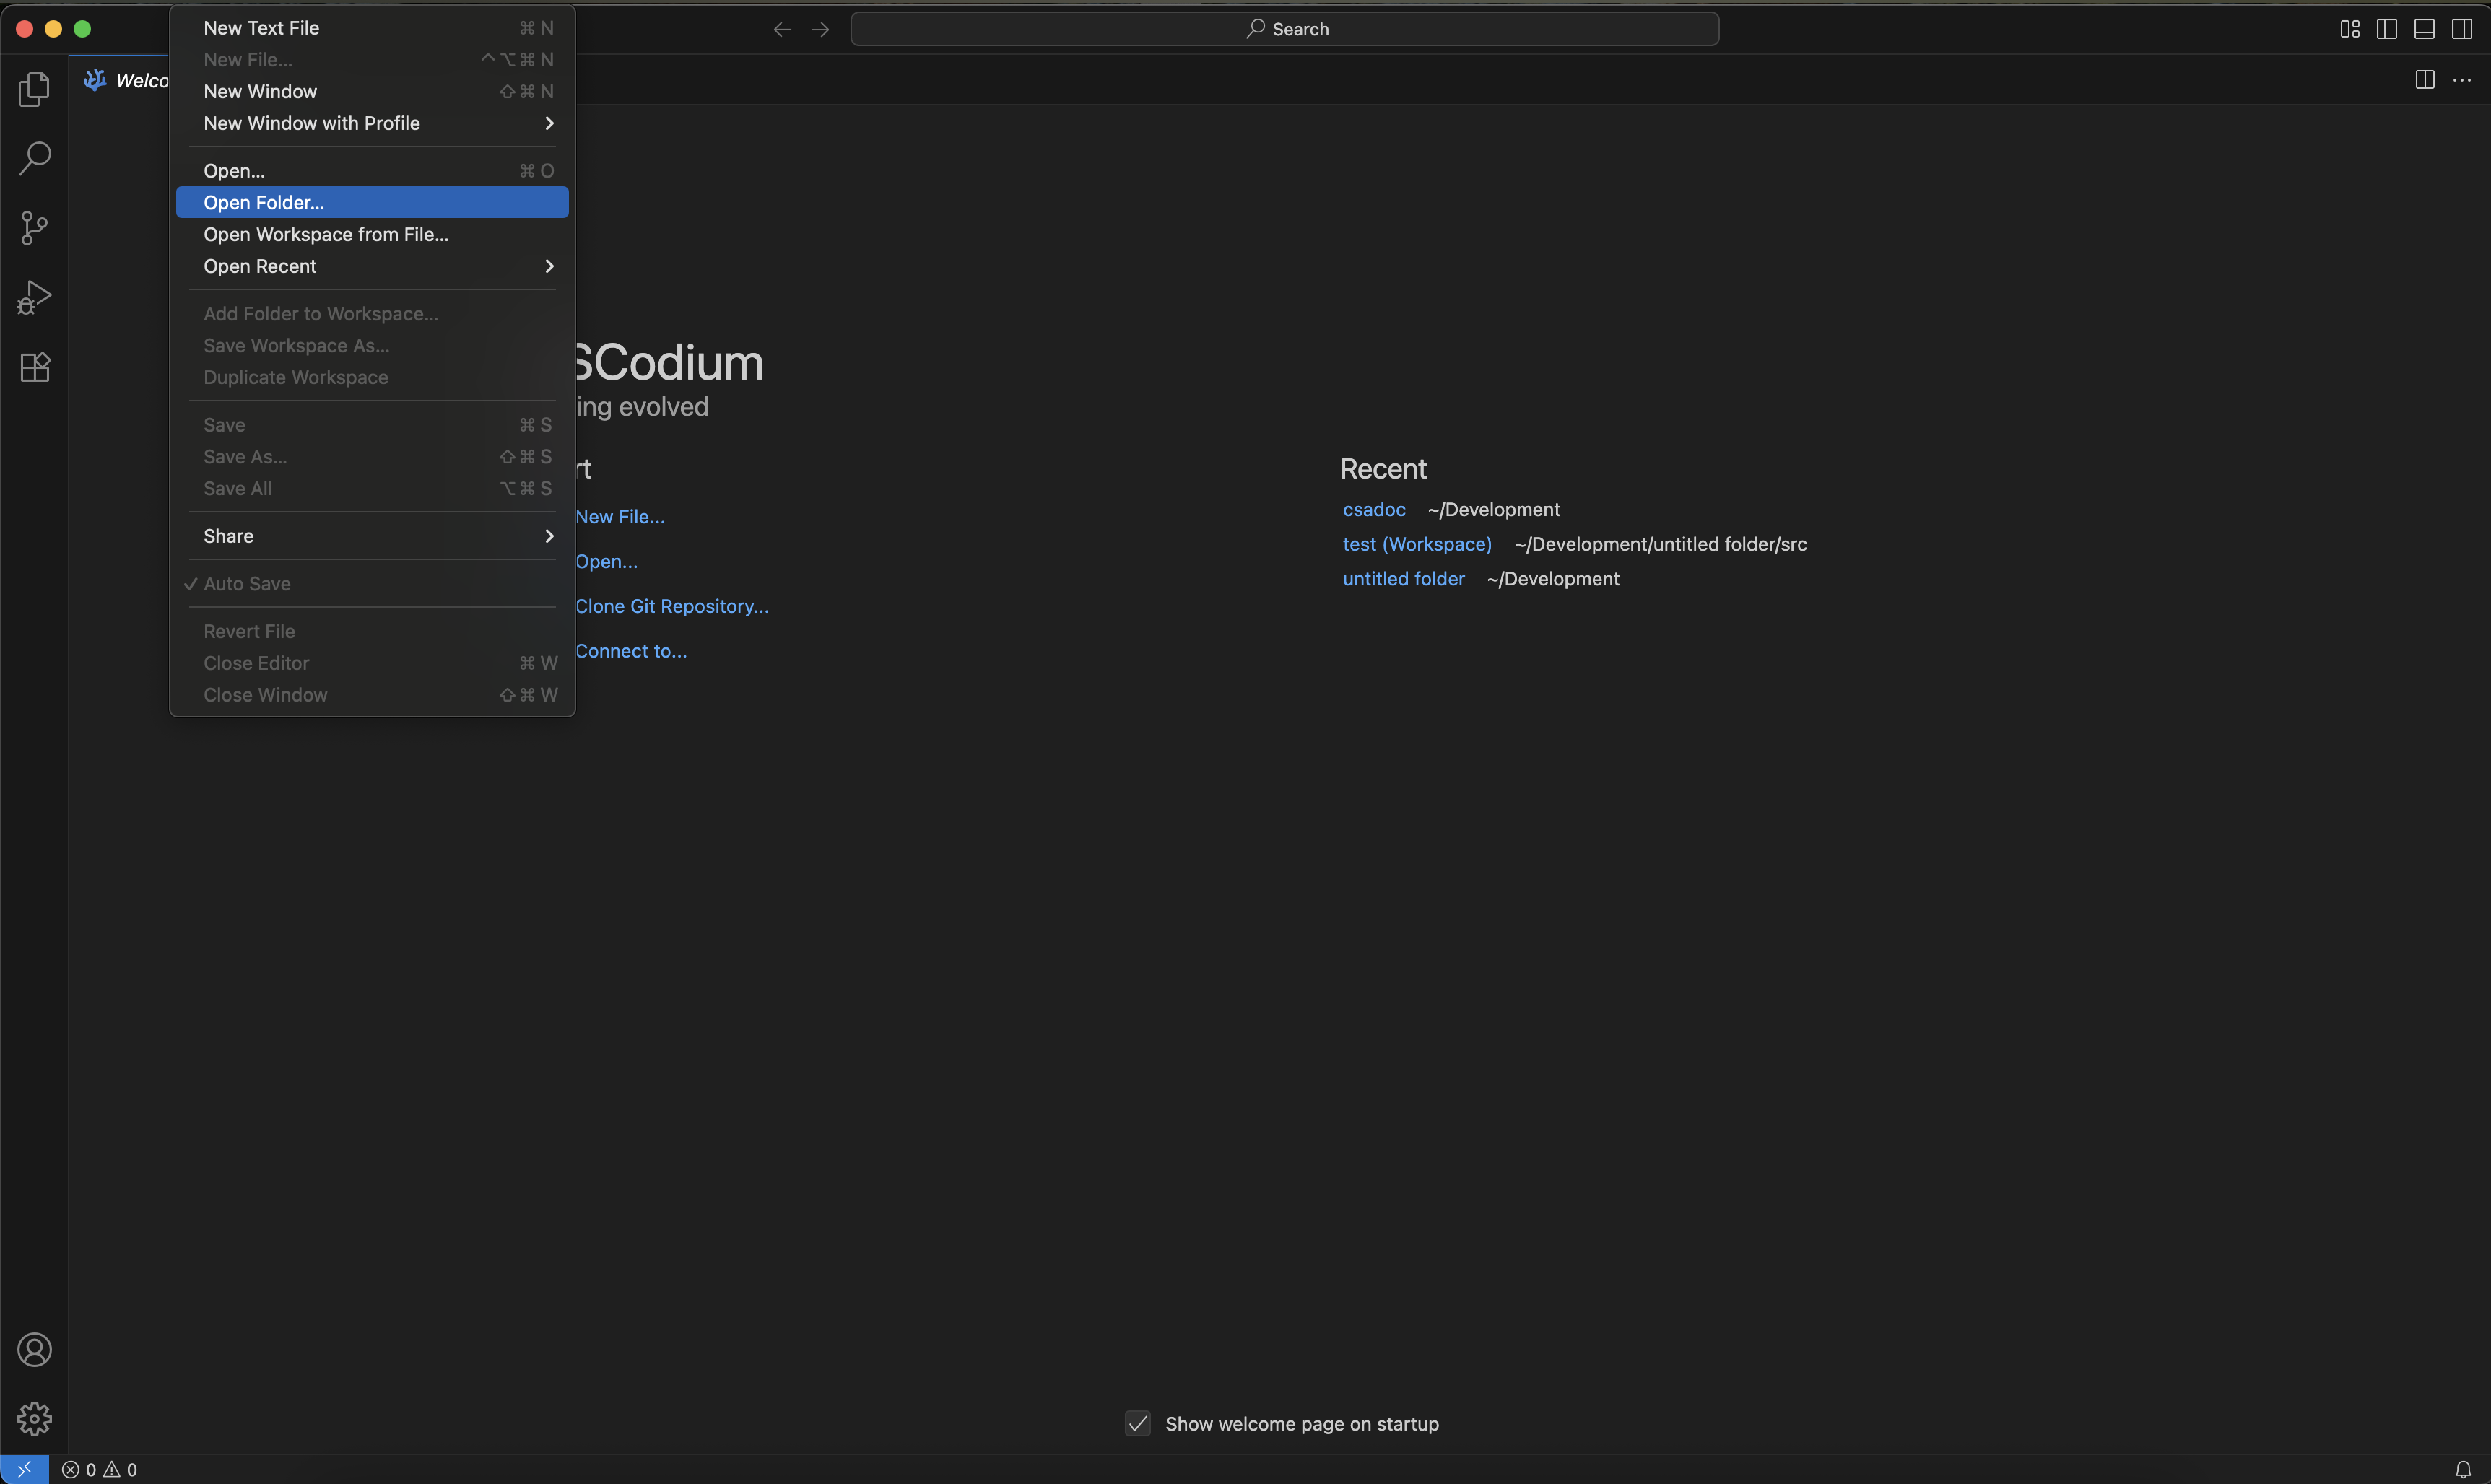 New Text File ⌘ N
New File... ^⌥⌘ N
New Window ⇧⌘ N
New Window with Profile
Open... ⌘ O
Open Folder...
Open Workspace from File...
Open Recent
Add Folder to Workspace...
Save Workspace As...
Duplicate Workspace
Save ⌘ S
Save As... ⇧⌘ S
Save All ⌥⌘ S
Share
Auto Save
Revert File
Close Editor ⌘ W
Close Window ⇧⌘ W
Search
Welco
SCodium
ing evolved
rt
New File...
Open...
Clone Git Repository...
Connect to...
Recent
csadoc ~/Development
test (Workspace) ~/Development/untitled folder/src
untitled folder ~/Development
Show welcome page on startup
0 0